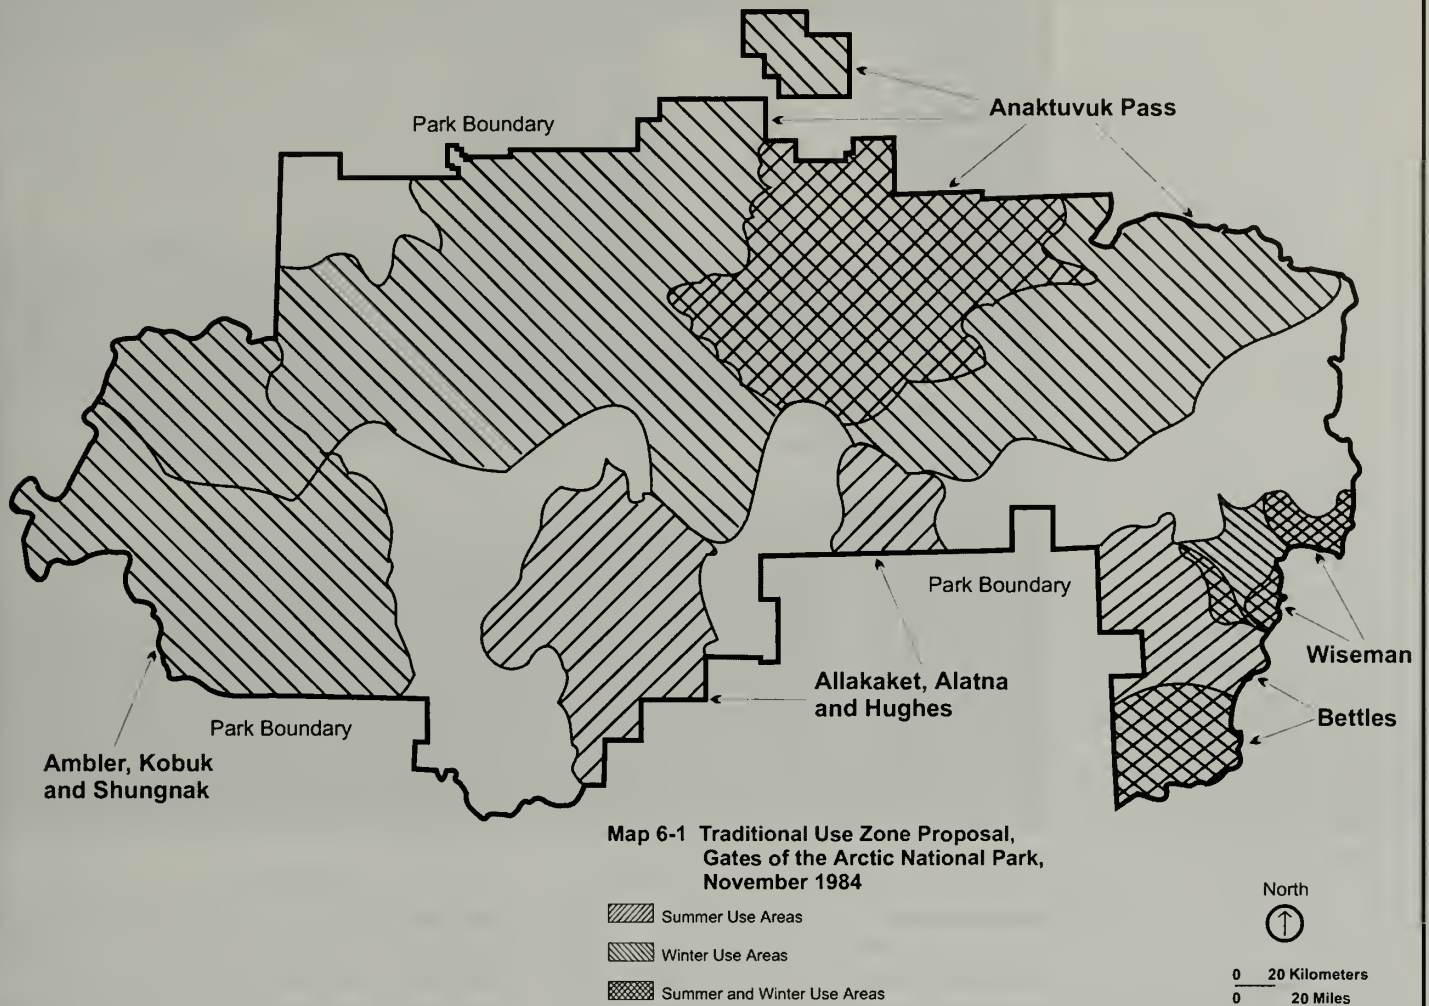 Anaktuvuk Pass
Park Boundary
Park Boundary
Wiseman
Allakaket, Alatna
and Hughes
Bettles
Park Boundary
Ambler, Kobuk
and Shungnak
Map 6-1 Traditional Use Zone Proposal,
Gates of the Arctic National Park,
November 1984
North
Summer Use Areas
Winter Use Areas
Summer and Winter Use Areas
0 20 Kilometers
0 20 Miles